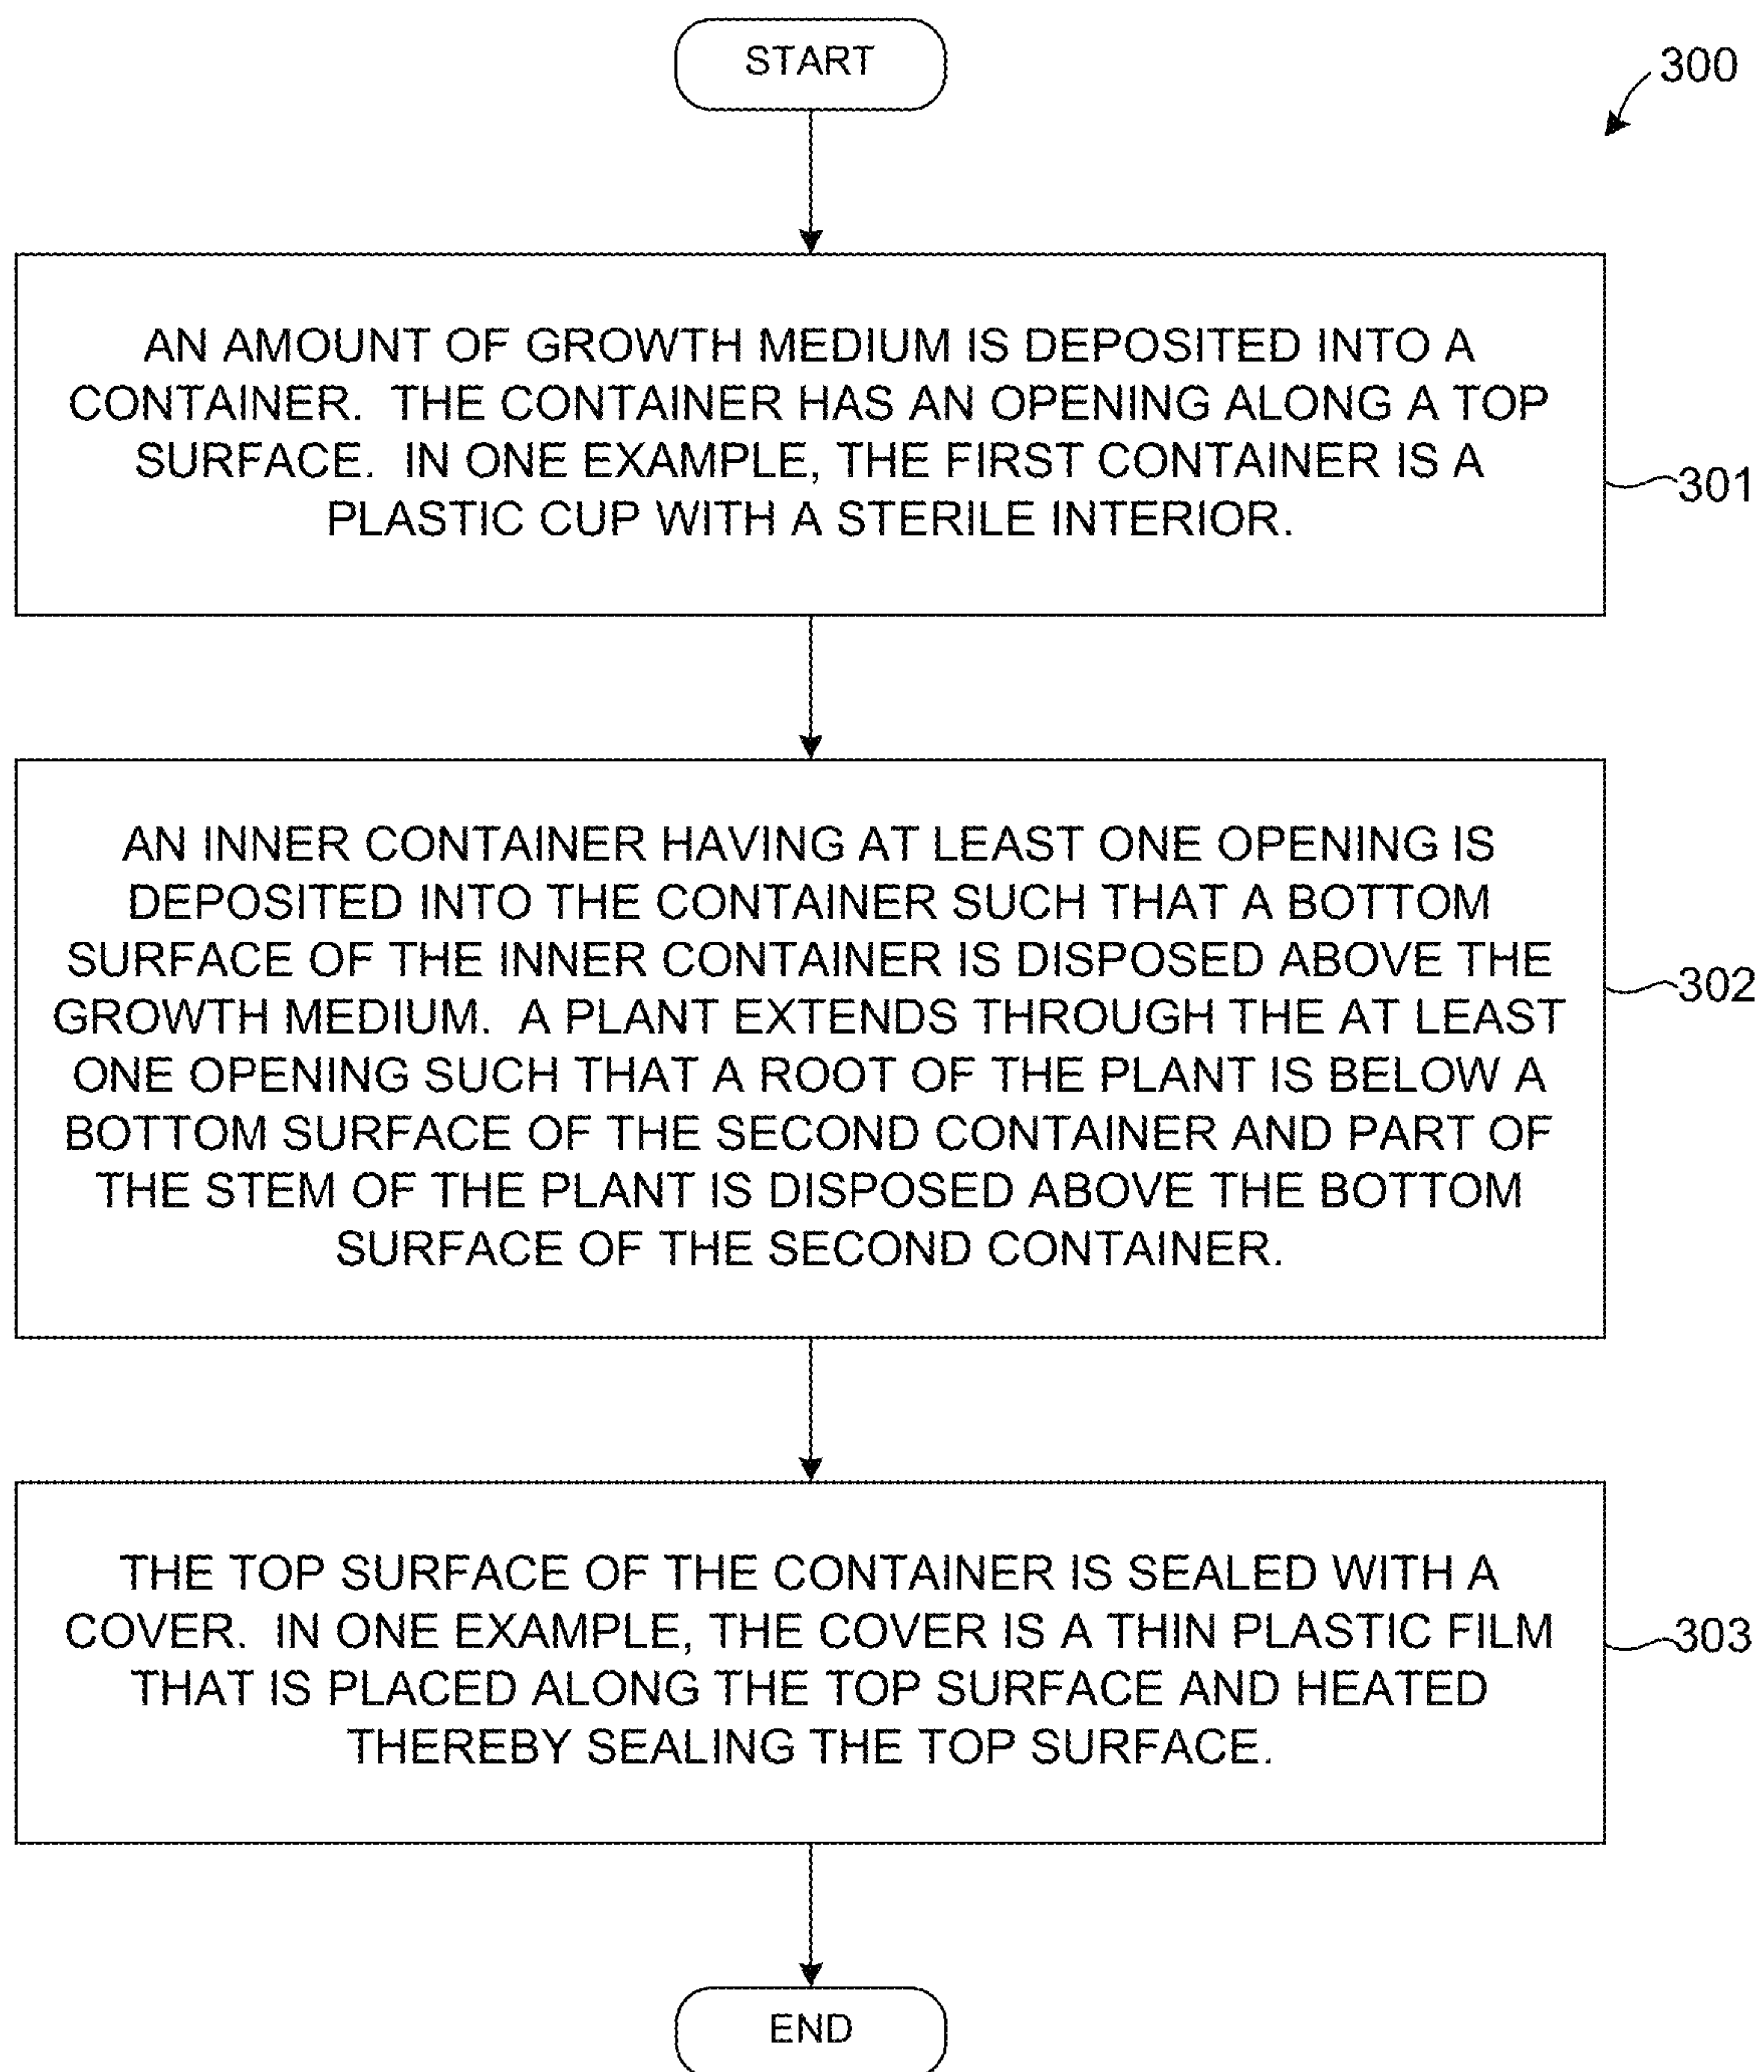 START
300
AN AMOUNT OF GROWTH MEDIUM IS DEPOSITED INTO A
CONTAINER.  THE CONTAINER HAS AN OPENING ALONG A TOP
SURFACE.  IN ONE EXAMPLE, THE FIRST CONTAINER IS A
PLASTIC CUP WITH A STERILE INTERIOR.
301
AN INNER CONTAINER HAVING AT LEAST ONE OPENING IS
DEPOSITED INTO THE CONTAINER SUCH THAT A BOTTOM
SURFACE OF THE INNER CONTAINER IS DISPOSED ABOVE THE
GROWTH MEDIUM.  A PLANT EXTENDS THROUGH THE AT LEAST
ONE OPENING SUCH THAT A ROOT OF THE PLANT IS BELOW A
BOTTOM SURFACE OF THE SECOND CONTAINER AND PART OF
THE STEM OF THE PLANT IS DISPOSED ABOVE THE BOTTOM
SURFACE OF THE SECOND CONTAINER.
302
THE TOP SURFACE OF THE CONTAINER IS SEALED WITH A
COVER.  IN ONE EXAMPLE, THE COVER IS A THIN PLASTIC FILM
THAT IS PLACED ALONG THE TOP SURFACE AND HEATED
THEREBY SEALING THE TOP SURFACE.
303
END